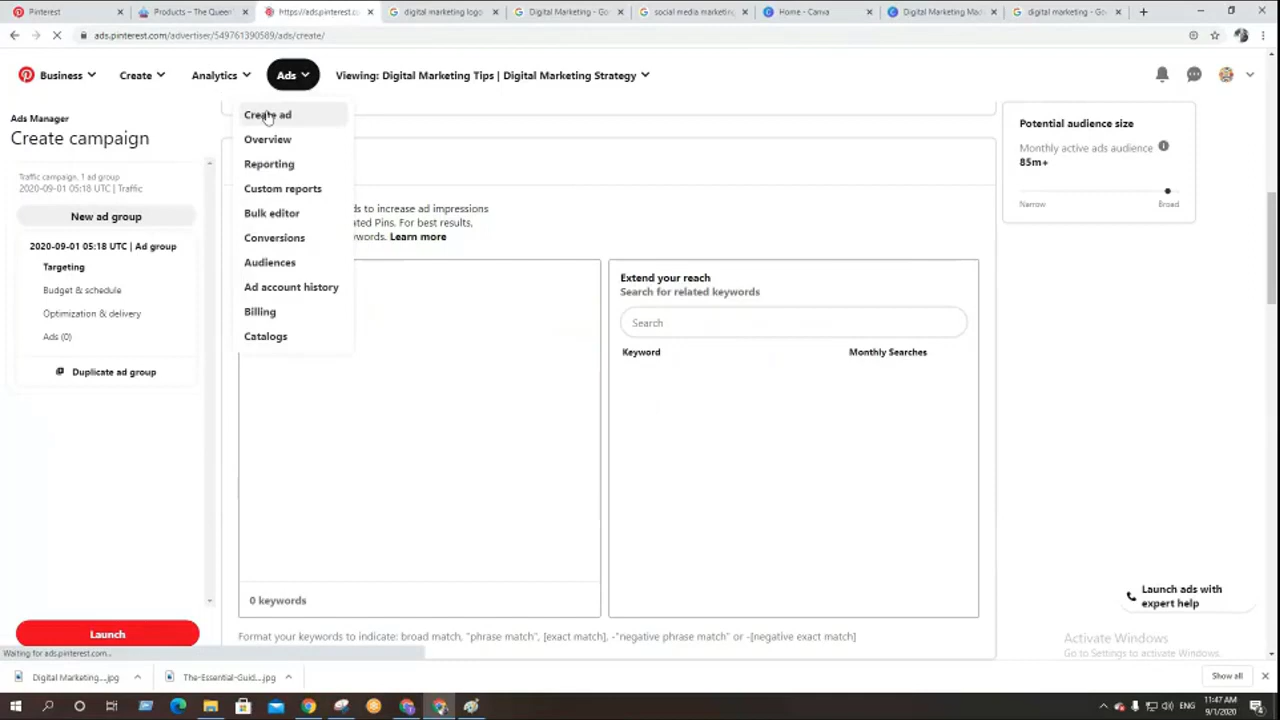 Pinterest
Products – The Queen
https://ads.pinterest.c
digital marketing logo
Digital Marketing - Go
social media marketing
Home - Canva
Digital Marketing Mad
digital marketing - Go
ads.pinterest.com/advertiser/549761390589/ads/create/
Business
Create
Analytics
Ads
Viewing: Digital Marketing Tips | Digital Marketing Strategy
Create ad
Overview
Reporting
Custom reports
Bulk editor
Conversions
Audiences
Ad account history
Billing
Catalogs
Ads Manager
Create campaign
Traffic campaign, 1 ad group
2020-09-01 05:18 UTC | Traffic
New ad group
2020-09-01 05:18 UTC | Ad group
Targeting
Budget & schedule
Optimization & delivery
Ads (0)
Duplicate ad group
Launch
ds to increase ad impressions
ated Pins. For best results,
words. Learn more
0 keywords
Extend your reach
Search for related keywords
Search
Keyword Monthly Searches
Format your keywords to indicate: broad match, "phrase match", [exact match], -"negative phrase match" or -[negative exact match]
Potential audience size
Monthly active ads audience
85m+
Narrow Broad
Launch ads with
expert help
Activate Windows
Go to Settings to activate Windows.
Waiting for ads.pinterest.com...
Digital Marketing....jpg
The-Essential-Guid....jpg
Show all
ENG
11:47 AM
9/1/2020